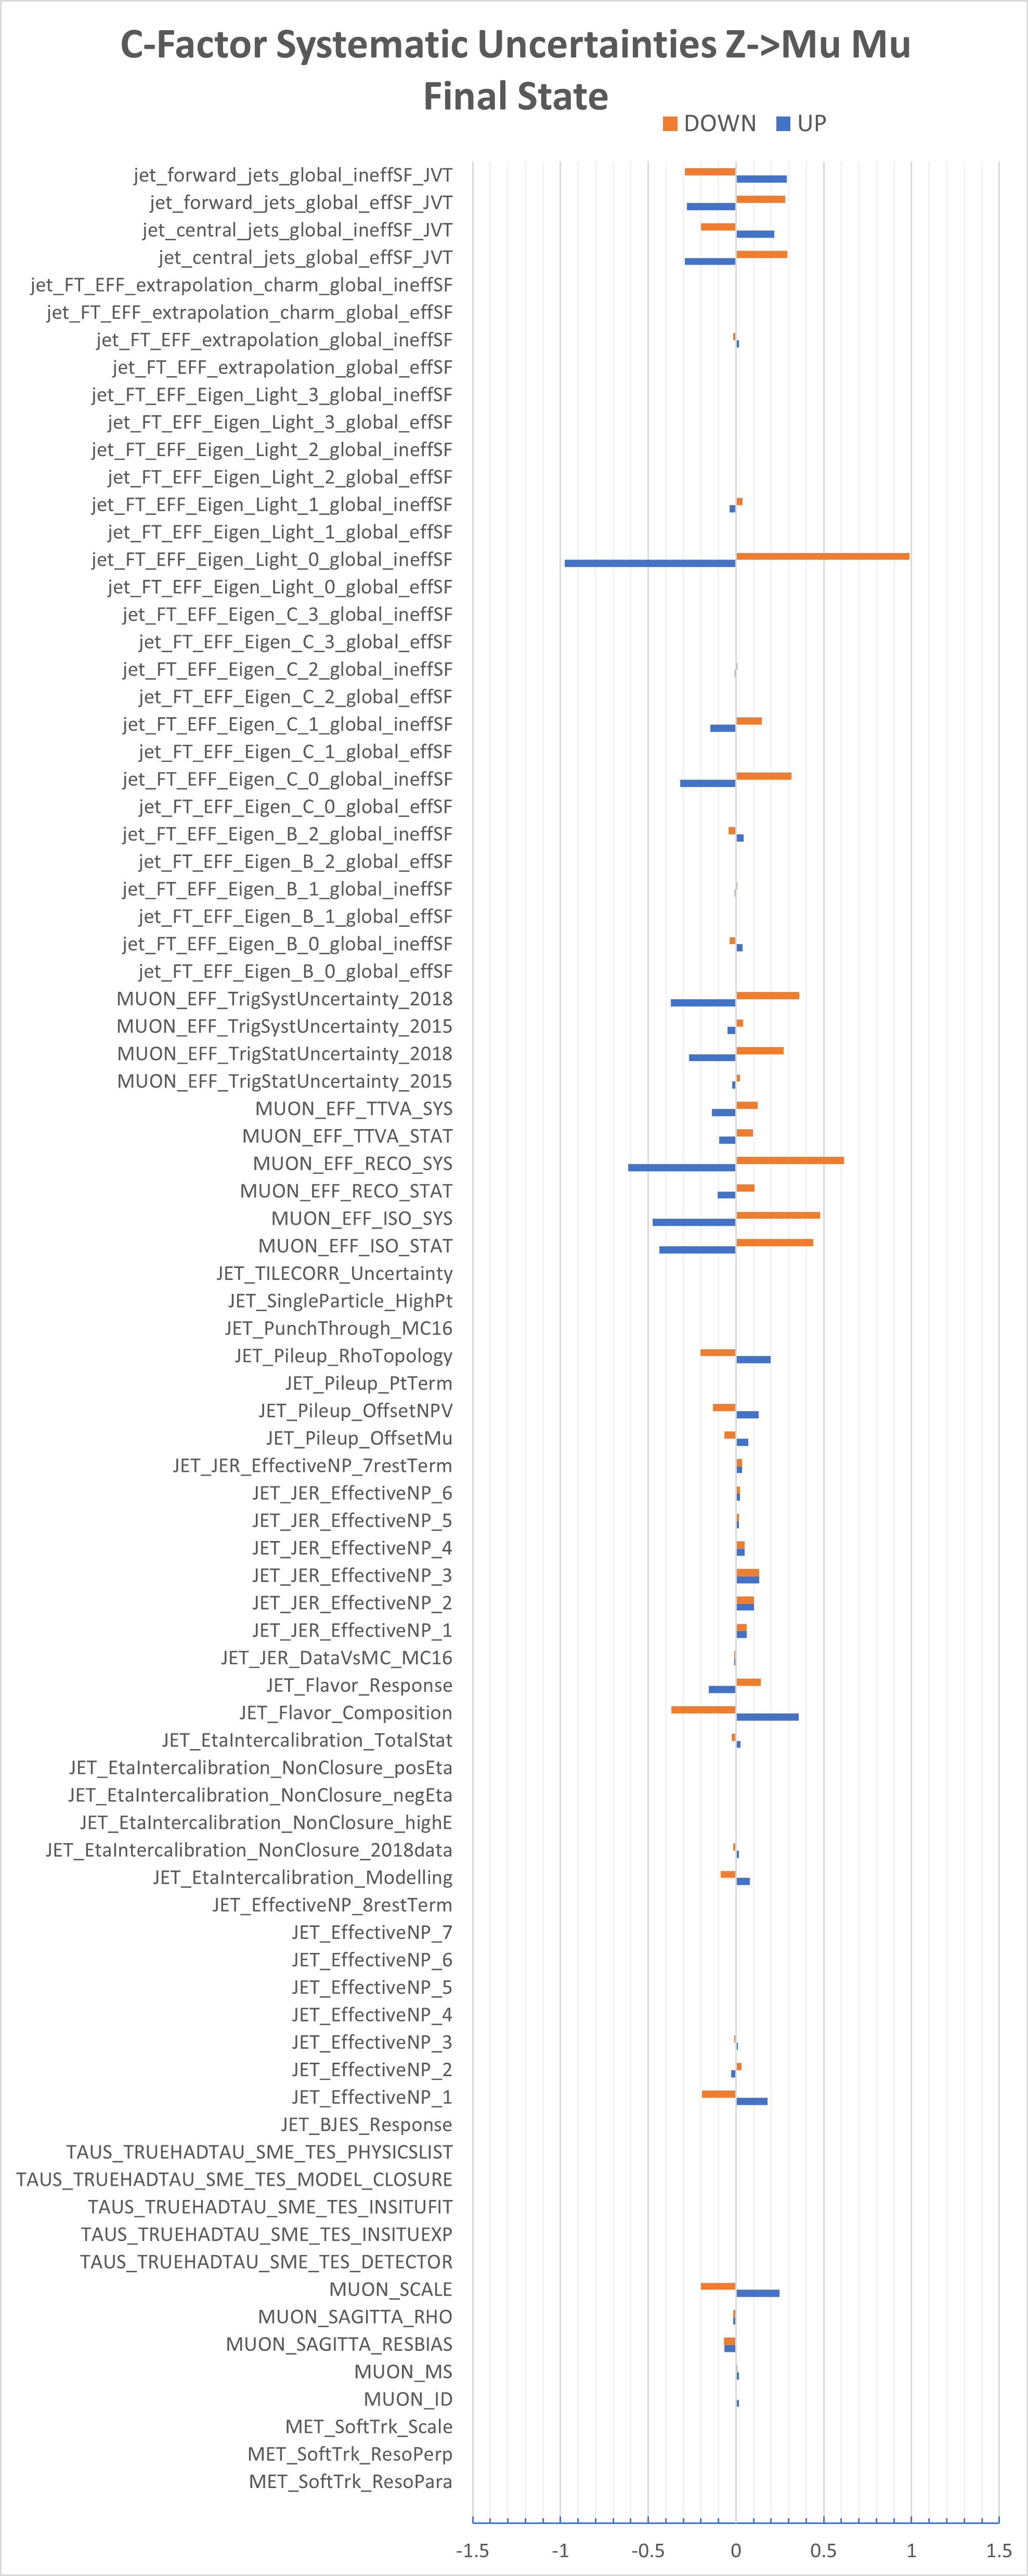 C-Factor Systematic Uncertainties Z->Mu Mu
Final State
DOWN UP
jet_forward_jets_global_ineffSF_JVT
jet_forward_jets_global_effSF_JVT
jet_central_jets_global_ineffSF_JVT
jet_central_jets_global_effSF_JVT
jet_FT_EFF_extrapolation_charm_global_ineffSF
jet_FT_EFF_extrapolation_charm_global_effSF
jet_FT_EFF_extrapolation_global_ineffSF
jet_FT_EFF_extrapolation_global_effSF
jet_FT_EFF_Eigen_Light_3_global_ineffSF
jet_FT_EFF_Eigen_Light_3_global_effSF
jet_FT_EFF_Eigen_Light_2_global_ineffSF
jet_FT_EFF_Eigen_Light_2_global_effSF
jet_FT_EFF_Eigen_Light_1_global_ineffSF
jet_FT_EFF_Eigen_Light_1_global_effSF
jet_FT_EFF_Eigen_Light_0_global_ineffSF
jet_FT_EFF_Eigen_Light_0_global_effSF
jet_FT_EFF_Eigen_C_3_global_ineffSF
jet_FT_EFF_Eigen_C_3_global_effSF
jet_FT_EFF_Eigen_C_2_global_ineffSF
jet_FT_EFF_Eigen_C_2_global_effSF
jet_FT_EFF_Eigen_C_1_global_ineffSF
jet_FT_EFF_Eigen_C_1_global_effSF
jet_FT_EFF_Eigen_C_0_global_ineffSF
jet_FT_EFF_Eigen_C_0_global_effSF
jet_FT_EFF_Eigen_B_2_global_ineffSF
jet_FT_EFF_Eigen_B_2_global_effSF
jet_FT_EFF_Eigen_B_1_global_ineffSF
jet_FT_EFF_Eigen_B_1_global_effSF
jet_FT_EFF_Eigen_B_0_global_ineffSF
jet_FT_EFF_Eigen_B_0_global_effSF
MUON_EFF_TrigSystUncertainty_2018
MUON_EFF_TrigSystUncertainty_2015
MUON_EFF_TrigStatUncertainty_2018
MUON_EFF_TrigStatUncertainty_2015
MUON_EFF_TTVA_SYS
MUON_EFF_TTVA_STAT
MUON_EFF_RECO_SYS
MUON_EFF_RECO_STAT
MUON_EFF_ISO_SYS
MUON_EFF_ISO_STAT
JET_TILECORR_Uncertainty
JET_SingleParticle_HighPt
JET_PunchThrough_MC16
JET_Pileup_RhoTopology
JET_Pileup_PtTerm
JET_Pileup_OffsetNPV
JET_Pileup_OffsetMu
JET_JER_EffectiveNP_7restTerm
JET_JER_EffectiveNP_6
JET_JER_EffectiveNP_5
JET_JER_EffectiveNP_4
JET_JER_EffectiveNP_3
JET_JER_EffectiveNP_2
JET_JER_EffectiveNP_1
JET_JER_DataVsMC_MC16
JET_Flavor_Response
JET_Flavor_Composition
JET_EtaIntercalibration_TotalStat
JET_EtaIntercalibration_NonClosure_posEta
JET_EtaIntercalibration_NonClosure_negEta
JET_EtaIntercalibration_NonClosure_highE
JET_EtaIntercalibration_NonClosure_2018data
JET_EtaIntercalibration_Modelling
JET_EffectiveNP_8restTerm
JET_EffectiveNP_7
JET_EffectiveNP_6
JET_EffectiveNP_5
JET_EffectiveNP_4
JET_EffectiveNP_3
JET_EffectiveNP_2
JET_EffectiveNP_1
JET_BJES_Response
TAUS_TRUEHADTAU_SME_TES_PHYSICSLIST
TAUS_TRUEHADTAU_SME_TES_MODEL_CLOSURE
TAUS_TRUEHADTAU_SME_TES_INSITUFIT
TAUS_TRUEHADTAU_SME_TES_INSITUEXP
TAUS_TRUEHADTAU_SME_TES_DETECTOR
MUON_SCALE
MUON_SAGITTA_RHO
MUON_SAGITTA_RESBIAS
MUON_MS
MUON_ID
MET_SoftTrk_Scale
MET_SoftTrk_ResoPerp
MET_SoftTrk_ResoPara
-1.5 -1 -0.5 0 0.5 1 1.5